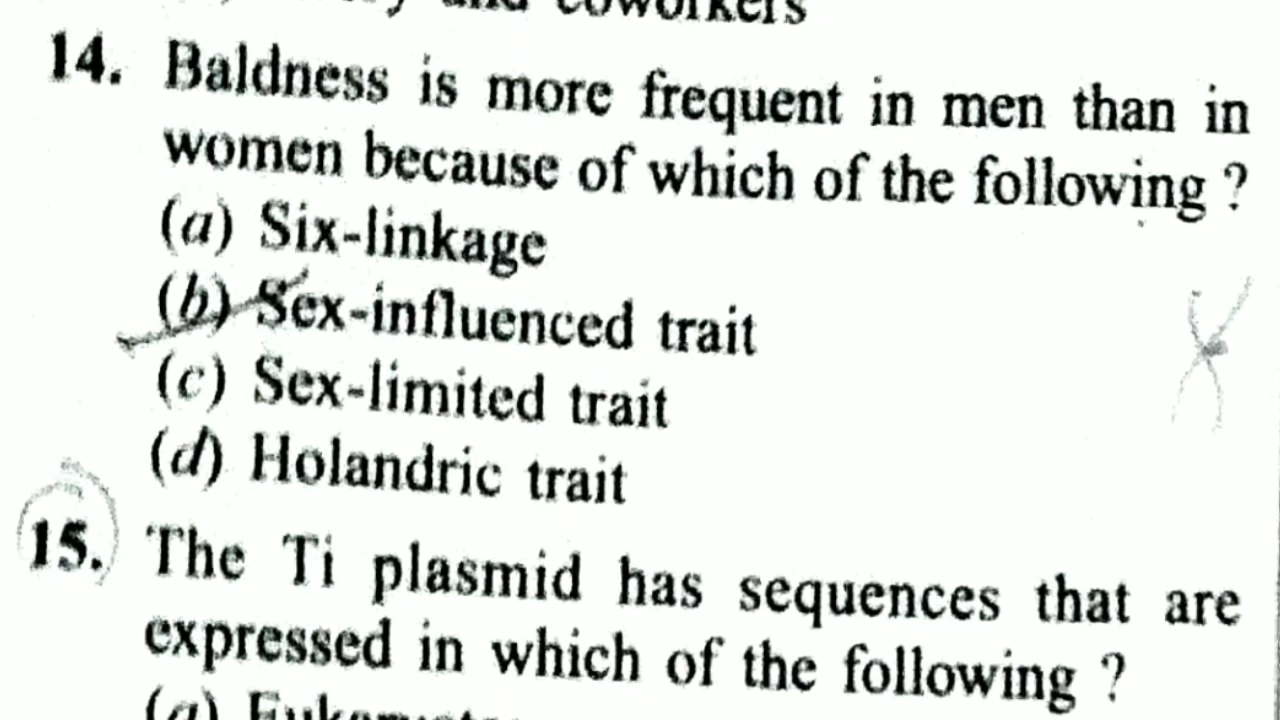 and coworkers
14. Baldness is more frequent in men than in
women because of which of the following ?
(a) Six-linkage
(b) Sex-influenced trait
(c) Sex-limited trait
(d) Holandric trait
15. The Ti plasmid has sequences that are
expressed in which of the following ?
(a)